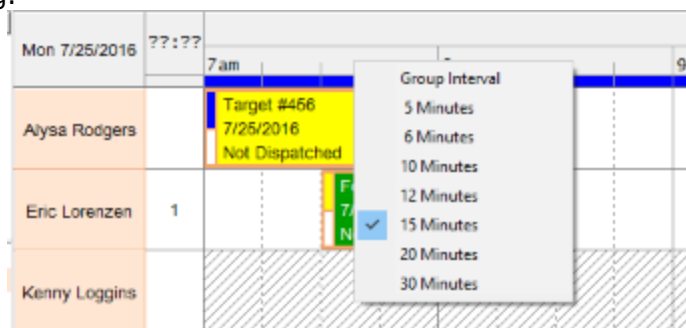 g.
Mon 7/25/2016
??:??
7am
9
Group Interval
5 Minutes
6 Minutes
10 Minutes
12 Minutes
15 Minutes
20 Minutes
30 Minutes
Alysa Rodgers
Target #456
7/25/2016
Not Dispatched
Eric Lorenzen
1
Kenny Loggins